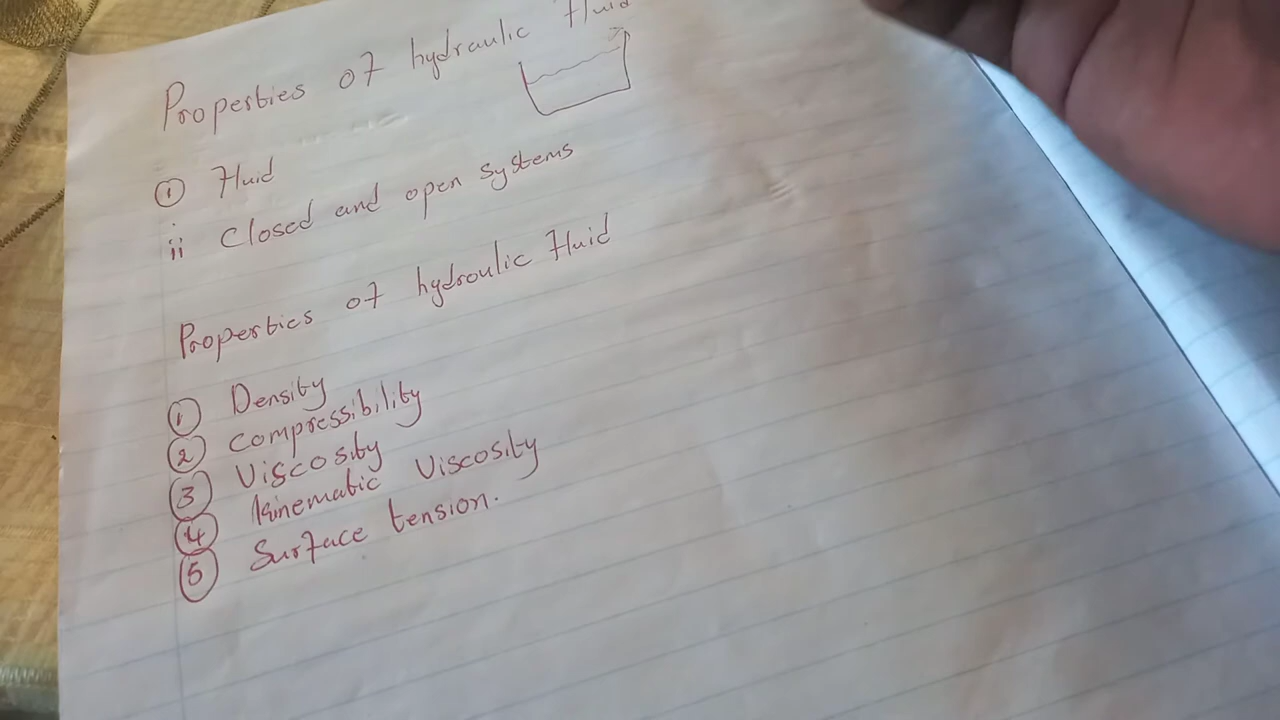 Properties of hydraulic fluid
① Fluid
ii Closed and open systems
Properties of hydroulic fluid
① Density
② Compressibility
③ Viscosity
④ Kinematic Viscosity
⑤ Surface tension.